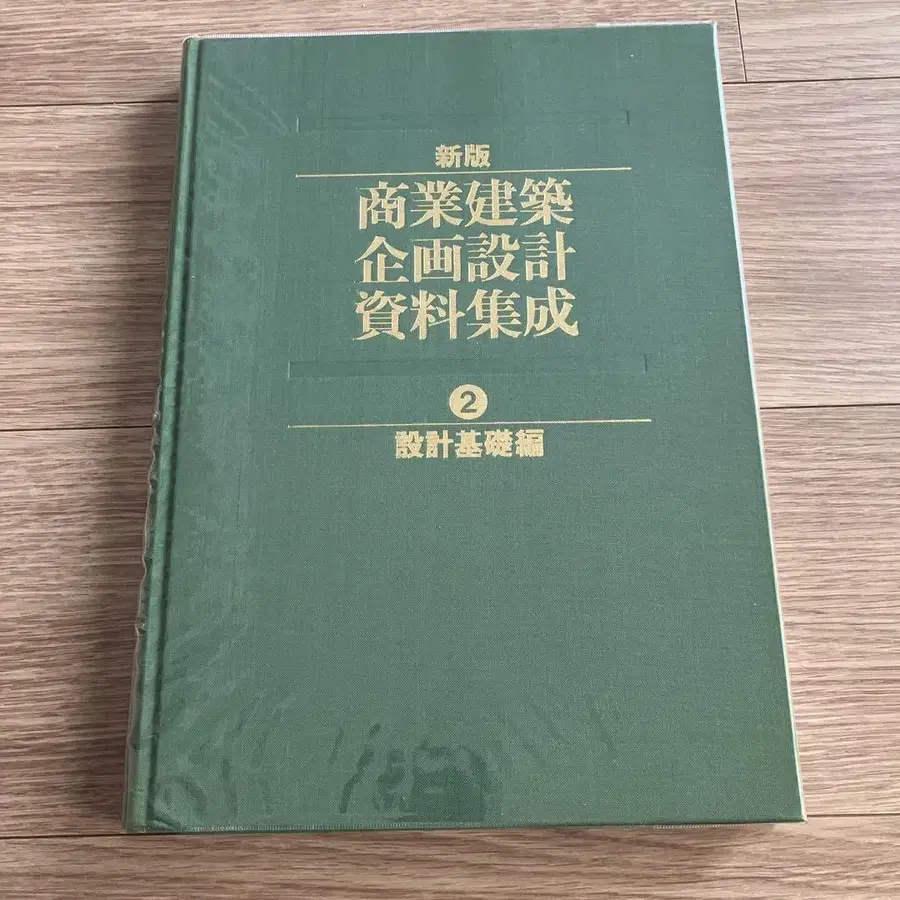 新版
商業建築
企画設計
資料集成
2
設計基礎編